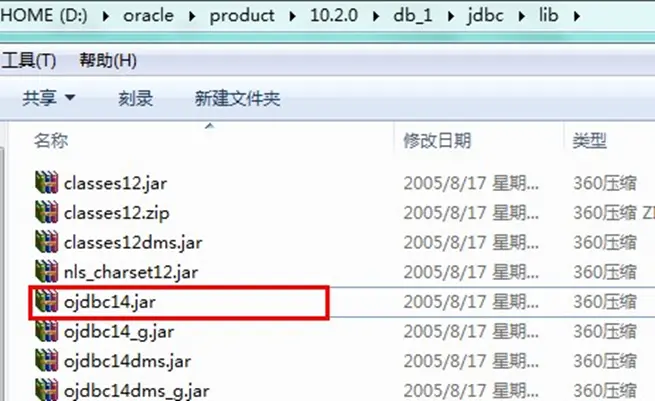 HOME (D:) ▸ oracle ▸ product ▸ 10.2.0 ▸ db_1 ▸ jdbc ▸ lib ▸
工具(T) 帮助(H)
共享 ▼ 刻录 新建文件夹
名称 修改日期 类型
classes12.jar 2005/8/17 星期... 360压缩
classes12.zip 2005/8/17 星期... 360压缩 ZI
classes12dms.jar 2005/8/17 星期... 360压缩
nls_charset12.jar 2005/8/17 星期... 360压缩
ojdbc14.jar 2005/8/17 星期... 360压缩
ojdbc14_g.jar 2005/8/17 星期... 360压缩
ojdbc14dms.jar 2005/8/17 星期... 360压缩
ojdbc14dms_g.jar 2005/8/17 星期... 360压缩